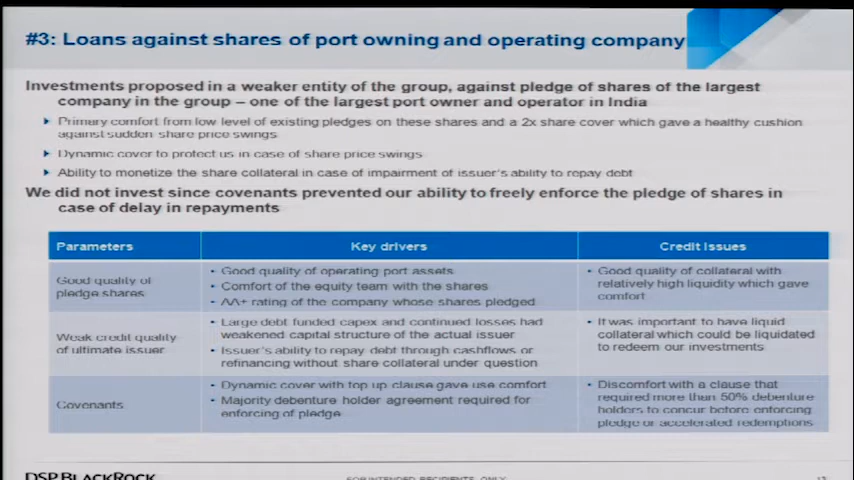 #3: Loans against shares of port owning and operating company
Investments proposed in a weaker entity of the group, against pledge of shares of the largest
company in the group – one of the largest port owner and operator in India
Primary comfort from low level of existing pledges on these shares and a 2x share cover which gave a healthy cushion
against sudden share price swings
Dynamic cover to protect us in case of share price swings
Ability to monetize the share collateral in case of impairment of issuer's ability to repay debt
We did not invest since covenants prevented our ability to freely enforce the pledge of shares in
case of delay in repayments
Parameters
Key drivers
Credit Issues
Good quality of
pledge shares
• Good quality of operating port assets
• Comfort of the equity team with the shares
• AA+ rating of the company whose shares pledged
• Good quality of collateral with
relatively high liquidity which gave
comfort
Weak credit quality
of ultimate issuer
• Large debt funded capex and continued losses had
weakened capital structure of the actual issuer
• Issuer's ability to repay debt through cashflows or
refinancing without share collateral under question
• It was important to have liquid
collateral which could be liquidated
to redeem our investments
Covenants
• Dynamic cover with top up clause gave use comfort
• Majority debenture holder agreement required for
enforcing of pledge
• Discomfort with a clause that
required more than 50% debenture
holders to concur before enforcing
pledge or accelerated redemptions
DSP BLACKROCK
FOR INTENDED RECIPIENTS ONLY